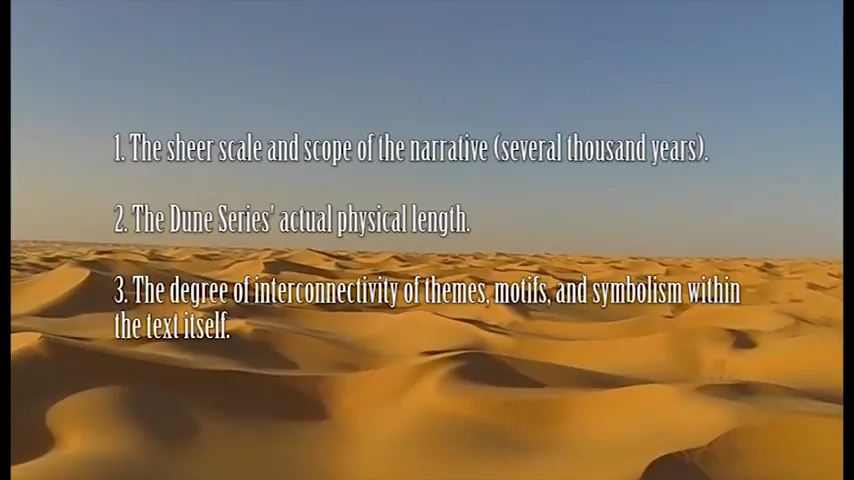 1. The sheer scale and scope of the narrative (several thousand years).
2. The Dune Series' actual physical length.
3. The degree of interconnectivity of themes, motifs, and symbolism within
the text itself.